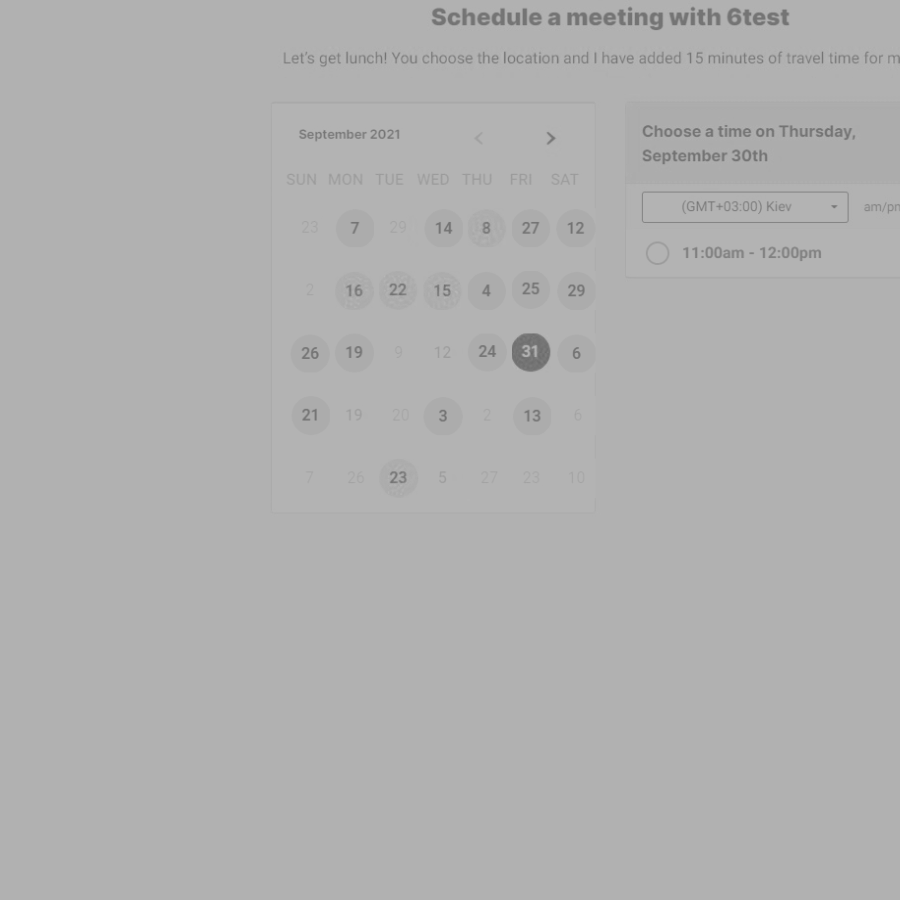 Schedule a meeting with 6test
Let's get lunch! You choose the location and I have added 15 minutes of travel time for m
September 2021
SUN MON TUE WED THU FRI SAT
23 7 29 14 8 27 12
2 16 22 15 4 25 29
26 19 9 12 24 31 6
21 19 20 3 2 13 6
7 26 23 5 27 23 10
Choose a time on Thursday,
September 30th
(GMT+03:00) Kiev am/pm
11:00am - 12:00pm